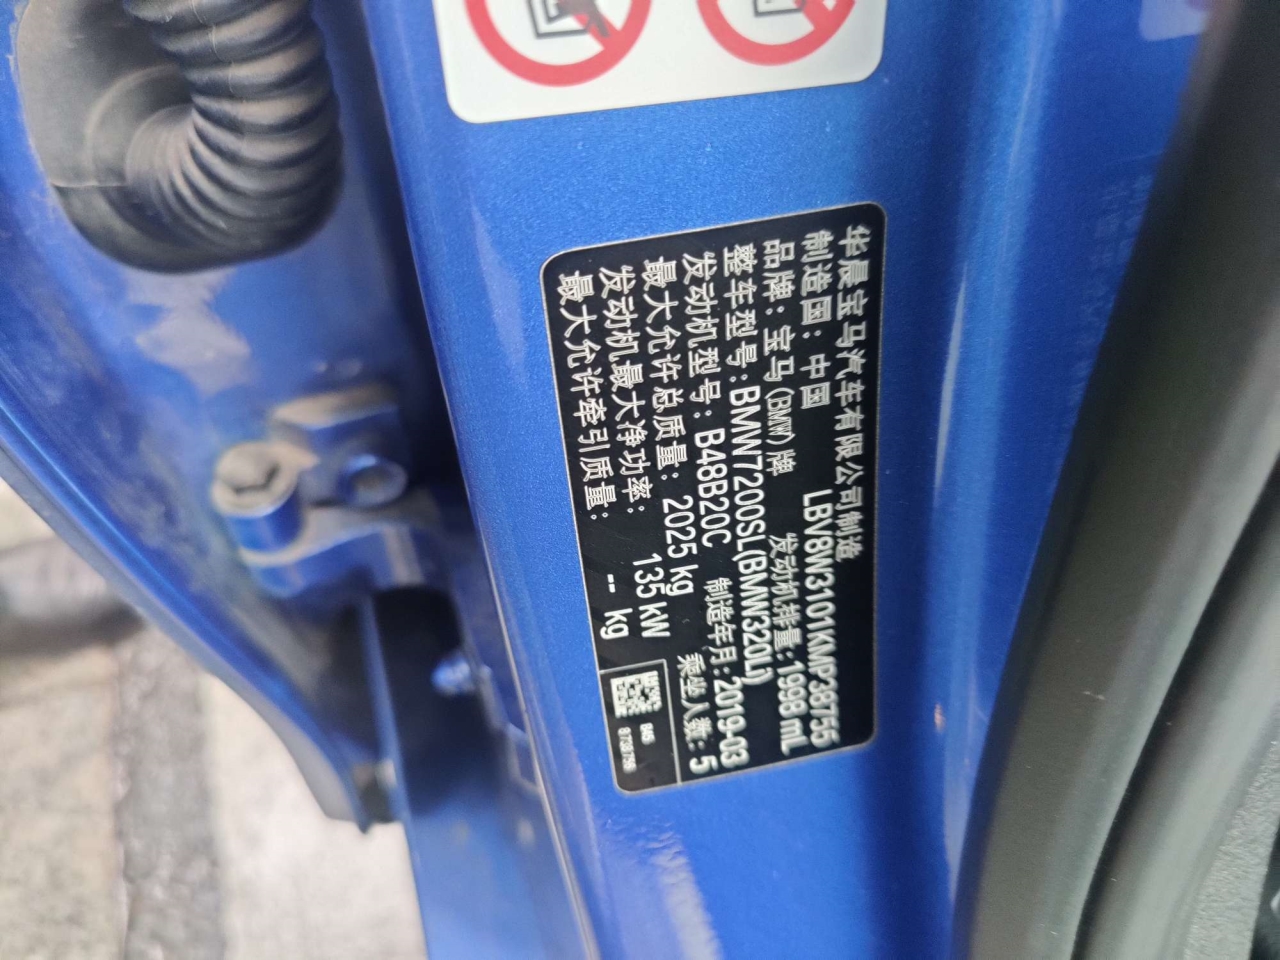 华晨宝马汽车有限公司制造
制造国：中国 LBV8W3101KMP38755
品牌：宝马(BMW)牌 发动机排量：1998 mL
整车型号：BMW7200SL(BMW320Li)
发动机型号：B48B20C 制造年月：2019-03
最大允许总质量：2025 kg 乘坐人数：5
发动机最大净功率：135 kW
最大允许牵引质量： -- kg
8738759